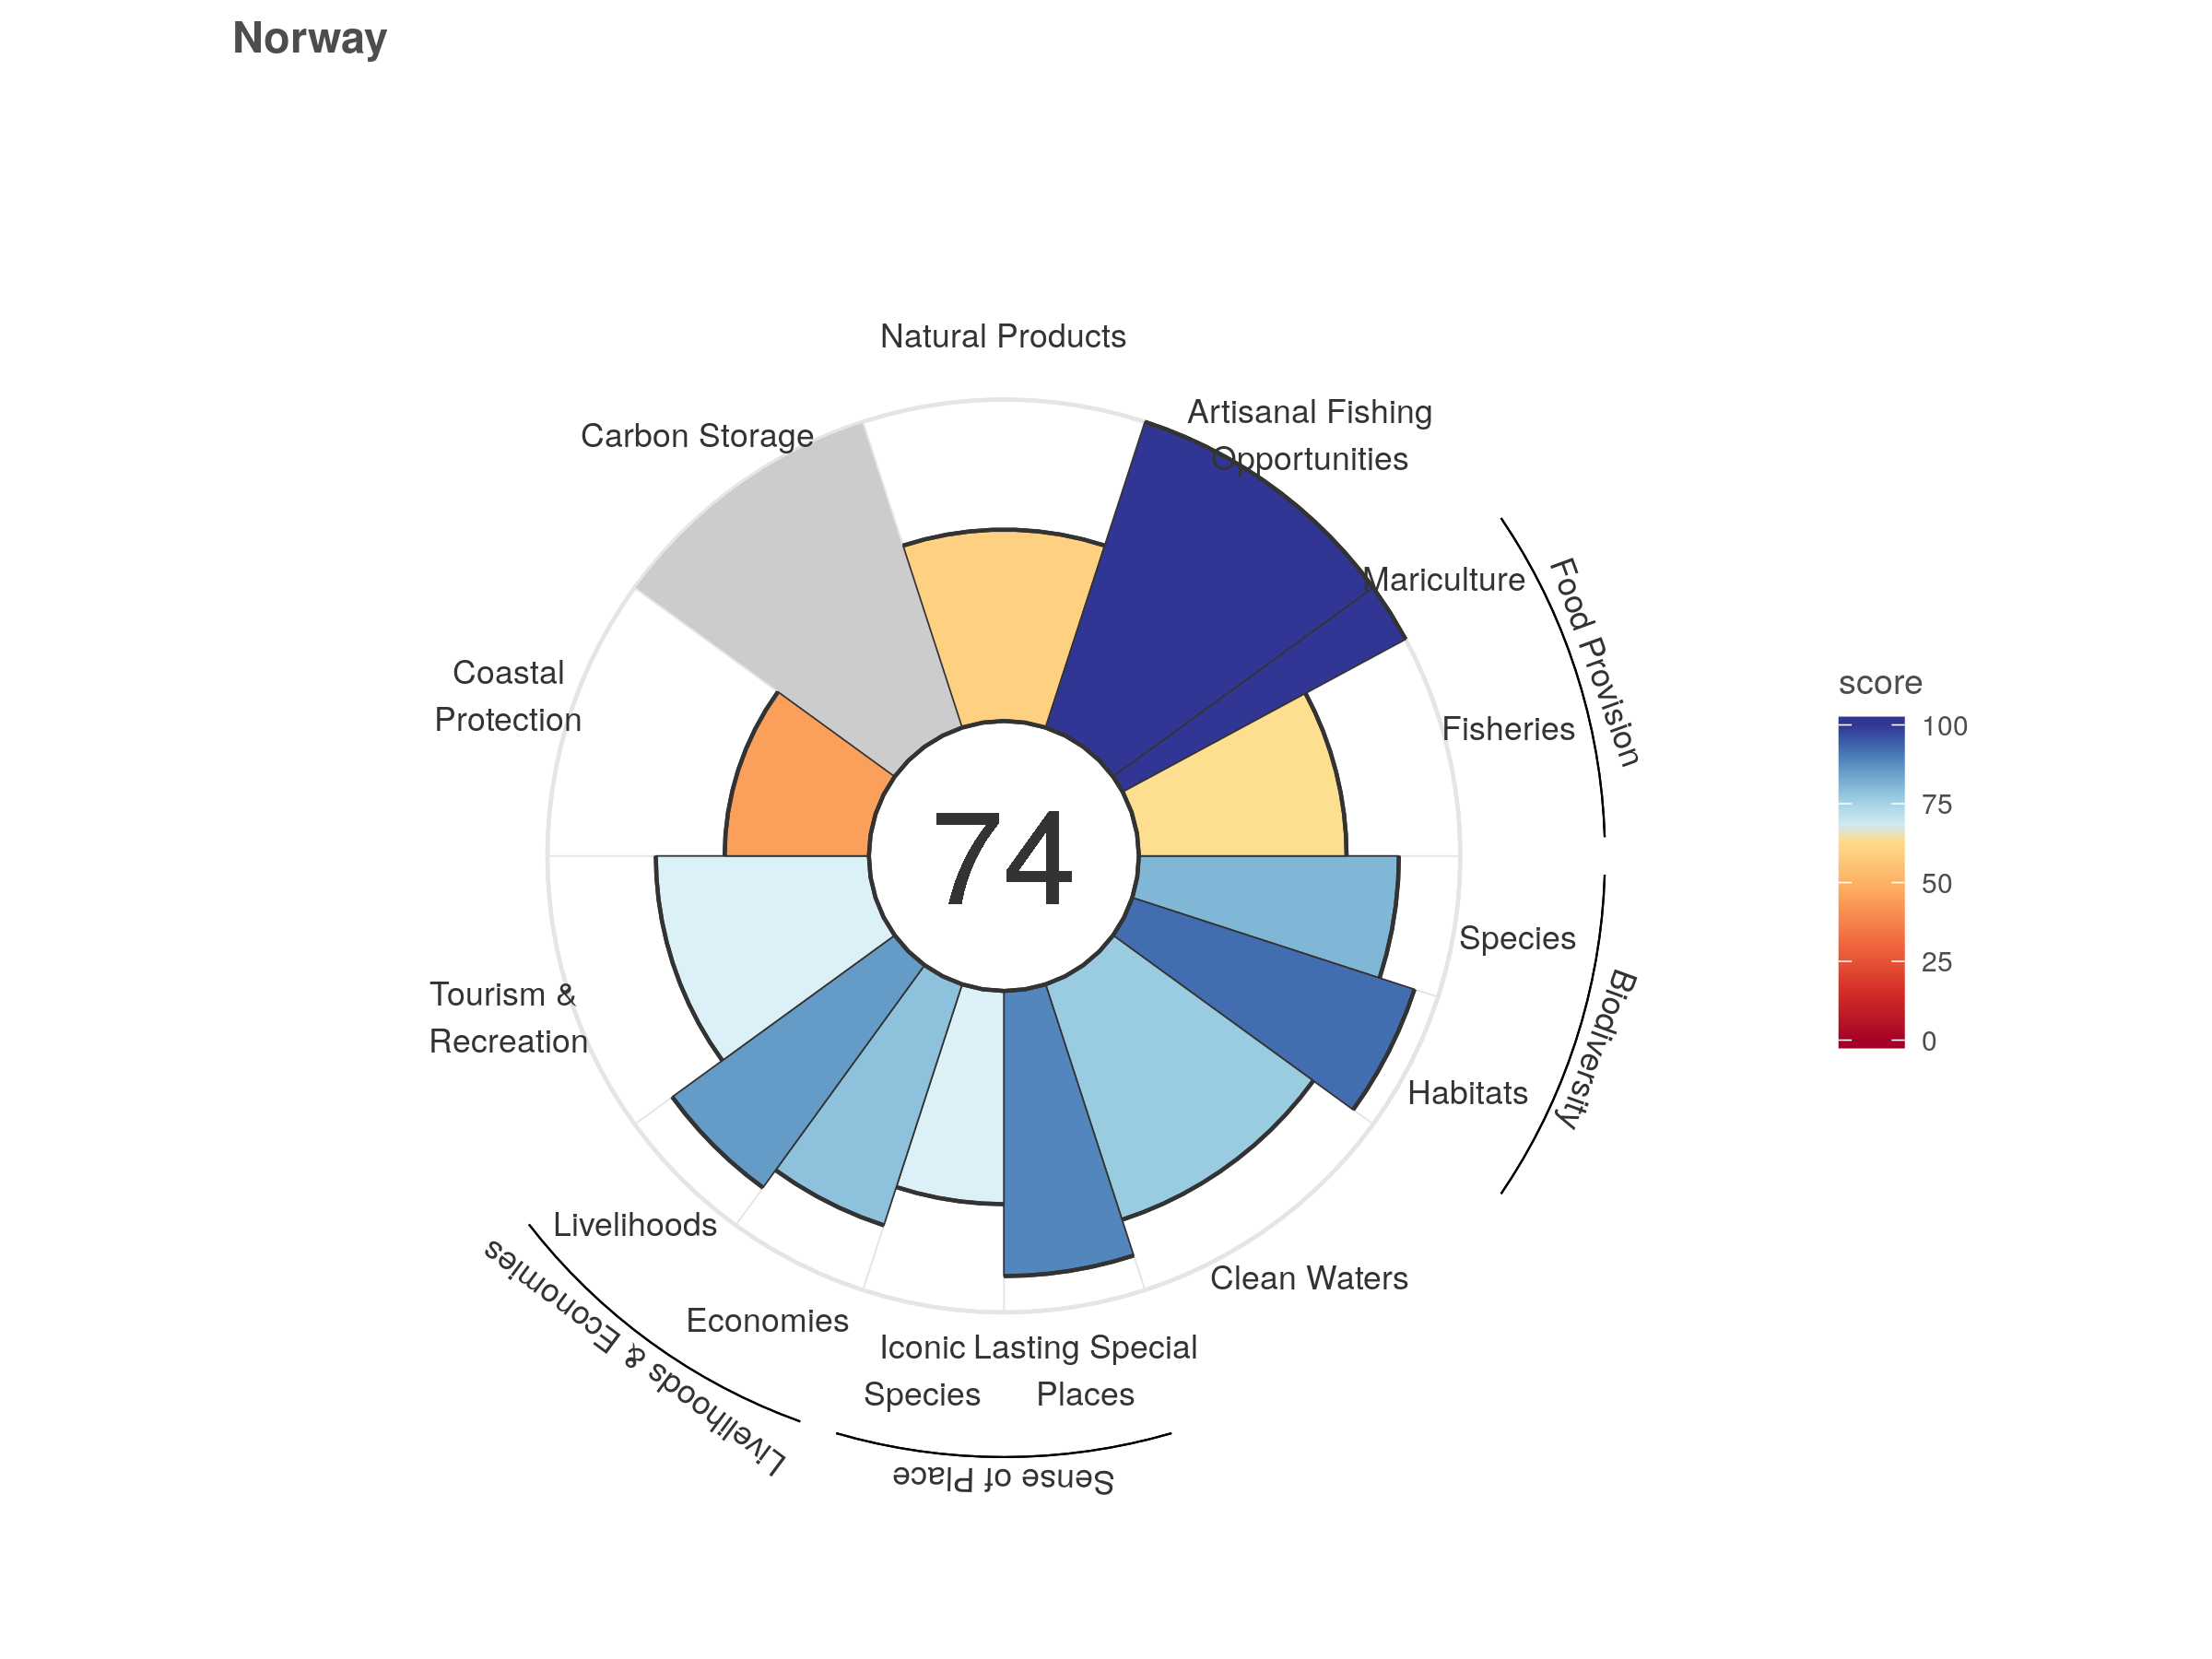 Norway
Natural Products
Artisanal Fishing
Opportunities
Carbon Storage
Mariculture
Food Provision
Coastal
Protection
Fisheries
score
100
75
50
25
0
74
Species
Biodiversity
Tourism &
Recreation
Habitats
Livelihoods
Clean Waters
Economies
Livelihoods & Economies
Iconic
Species
Lasting Special
Places
Sense of Place